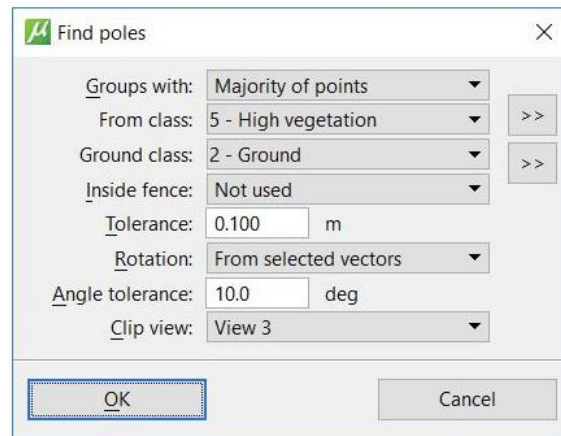 µ Find poles
Groups with: Majority of points
From class: 5 - High vegetation >>
Ground class: 2 - Ground >>
Inside fence: Not used
Tolerance: 0.100 m
Rotation: From selected vectors
Angle tolerance: 10.0 deg
Clip view: View 3
OK Cancel